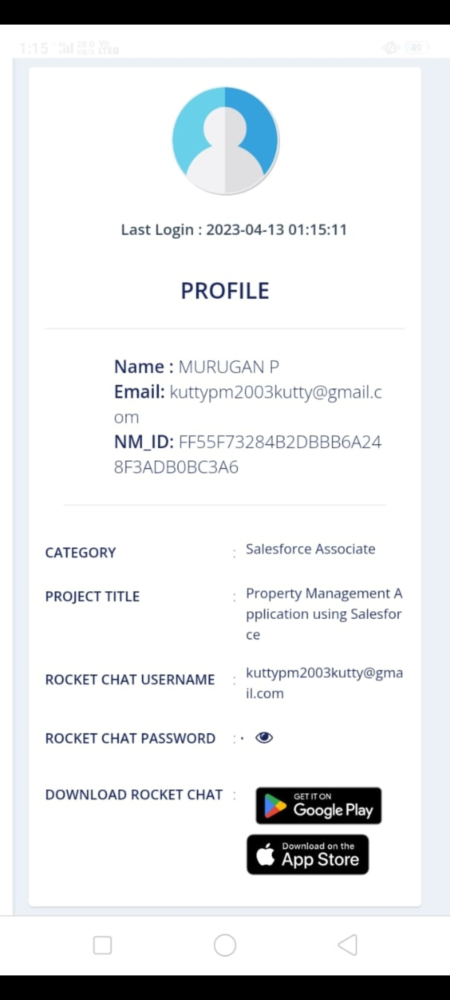 1:15 4G 28.0 KB/S Vo LTE 49
Last Login : 2023-04-13 01:15:11
PROFILE
Name : MURUGAN P
Email: kuttypm2003kutty@gmail.c
om
NM_ID: FF55F73284B2DBBB6A24
8F3ADB0BC3A6
CATEGORY : Salesforce Associate
PROJECT TITLE : Property Management A
pplication using Salesfor
ce
ROCKET CHAT USERNAME : kuttypm2003kutty@gma
il.com
ROCKET CHAT PASSWORD : ·
DOWNLOAD ROCKET CHAT :
GET IT ON
Google Play
Download on the
App Store